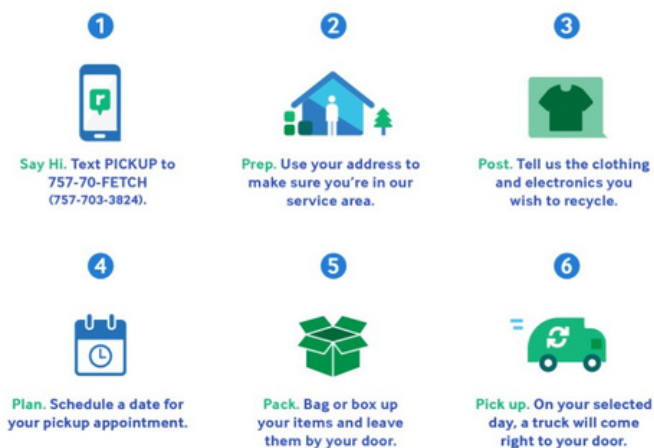 1
Say Hi. Text PICKUP to
757-70-FETCH
(757-703-3824).
2
Prep. Use your address to
make sure you're in our
service area.
3
Post. Tell us the clothing
and electronics you
wish to recycle.
4
Plan. Schedule a date for
your pickup appointment.
5
Pack. Bag or box up
your items and leave
them by your door.
6
Pick up. On your selected
day, a truck will come
right to your door.